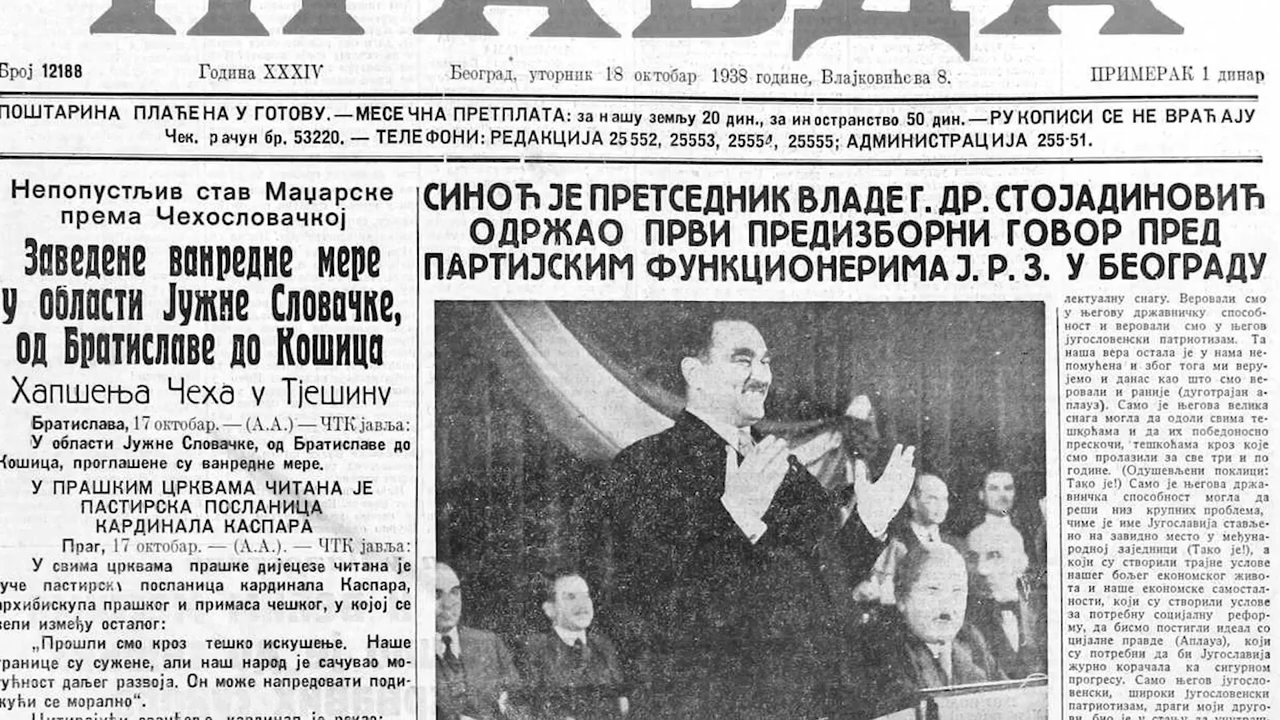 ПРАВДА
Број 12188 Година XXXIV Београд, уторник 18 октобар 1938 године, Влајковићева 8. ПРИМЕРАК 1 динар
ПОШТАРИНА ПЛАЋЕНА У ГОТОВУ.—МЕСЕЧНА ПРЕТПЛАТА: за нашу земљу 20 дин., за иностранство 50 дин.—РУКОПИСИ СЕ НЕ ВРАЋАЈУ
Чек. рачун бр. 53220. — ТЕЛЕФОНИ: РЕДАКЦИЈА 25552, 25553, 25554, 25555; АДМИНИСТРАЦИЈА 255-51.
Непопустљив став Маџарске
према Чехословачкој
Заведене ванредне мере
у области Јужне Словачке,
од Братиславе до Кошица
Хапшења Чеха у Тјешину
Братислава, 17 октобар. — (А.А.) — ЧТК јавља:
У области Јужне Словачке, од Братиславе до
Кошица, проглашене су ванредне мере.
У ПРАШКИМ ЦРКВАМА ЧИТАНА ЈЕ
ПАСТИРСКА ПОСЛАНИЦА
КАРДИНАЛА КАСПАРА
Праг, 17 октобар. — (А.А.). — ЧТК јавља:
У свима црквама прашке дијецезе читана је
јуче пастирска посланица кардинала Каспара,
архибискупа прашког и примаса чешког, у којој се
вели између осталог:
„Прошли смо кроз тешко искушење. Наше
границе су сужене, али наш народ је сачувао мо-
гућност даљег развоја. Он може напредовати поди-
жући се морално“.
СИНОЋ ЈЕ ПРЕТСЕДНИК ВЛАДЕ Г. ДР. СТОЈАДИНОВИЋ
ОДРЖАО ПРВИ ПРЕДИЗБОРНИ ГОВОР ПРЕД
ПАРТИЈСКИМ ФУНКЦИОНЕРИМА Ј. Р. З. У БЕОГРАДУ
лектуалну снагу. Веровали смо
у његову државничку способ-
ност и веровали смо у његов
југословенски патриотизам. Та
наша вера остала је у нама не-
помућена и због тога ми веру-
јемо и данас као што смо ве-
ровали и раније (дуготрајан а-
плауз). Само је његова велика
снага могла да одоли свима те-
шкоћама и да их победоносно
прескочи, тешкоћама кроз које
смо пролазили за све три и по
године. (Одушевљени поклици:
Тако је!) Само је његова држа-
вничка способност могла да
реши низ крупних проблема,
чиме је име Југославија ставље-
но на завидно место у међуна-
родној заједници (Тако је!), а
који су створили трајне услове
нашег бољег економског живо-
та и наше економске самостал-
ности, који су створили услове
за потребну социјалну рефор-
му, да бисмо постигли идеал со
цијалне правде (Аплауз), који
су потребни да би Југославија
журно корачала ка сигурном
прогресу. Само његов југосло-
венски, широки Југословенски
патриотизам, драги моји друго-